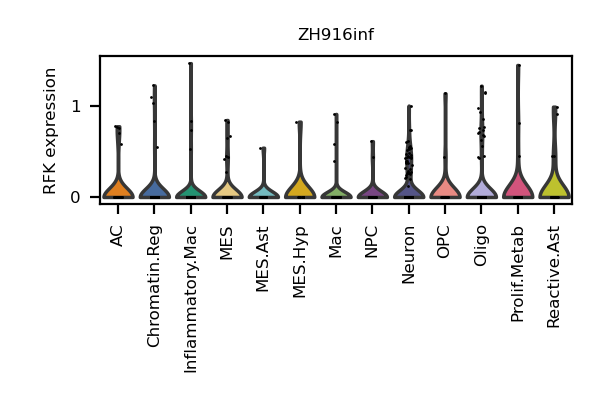 ZH916inf
RFK expression
1
0
AC
Chromatin.Reg
Inflammatory.Mac
MES
MES.Ast
MES.Hyp
Mac
NPC
Neuron
OPC
Oligo
Prolif.Metab
Reactive.Ast